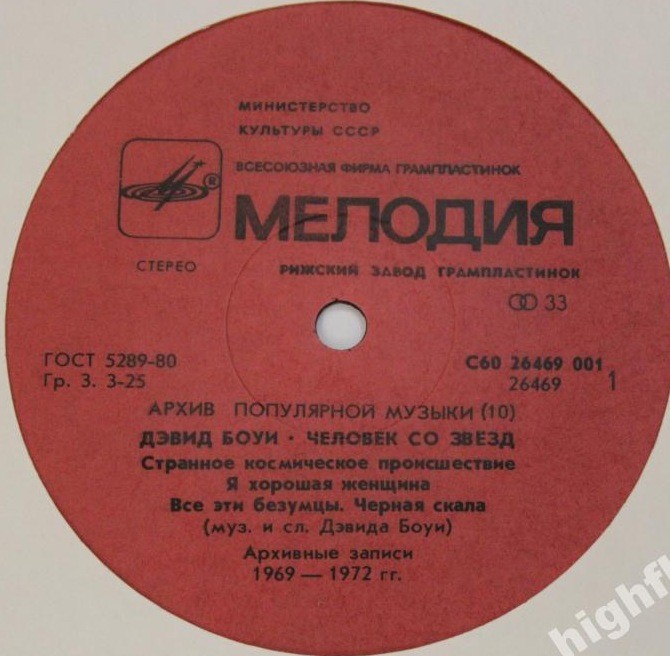 МИНИСТЕРСТВО
КУЛЬТУРЫ СССР
ВСЕСОЮЗНАЯ ФИРМА ГРАМПЛАСТИНОК
МЕЛОДИЯ
СТЕРЕО
РИЖСКИЙ ЗАВОД ГРАМПЛАСТИНОК
33
ГОСТ 5289-80
Гр. 3. 3-25
С60 26469 001
26469 1
АРХИВ ПОПУЛЯРНОЙ МУЗЫКИ (10)
ДЭВИД БОУИ · ЧЕЛОВЕК СО ЗВЁЗД
Странное космическое происшествие
Я хорошая женщина
Все эти безумцы. Черная скала
(муз. и сл. Дэвида Боуи)
Архивные записи
1969 — 1972 гг.